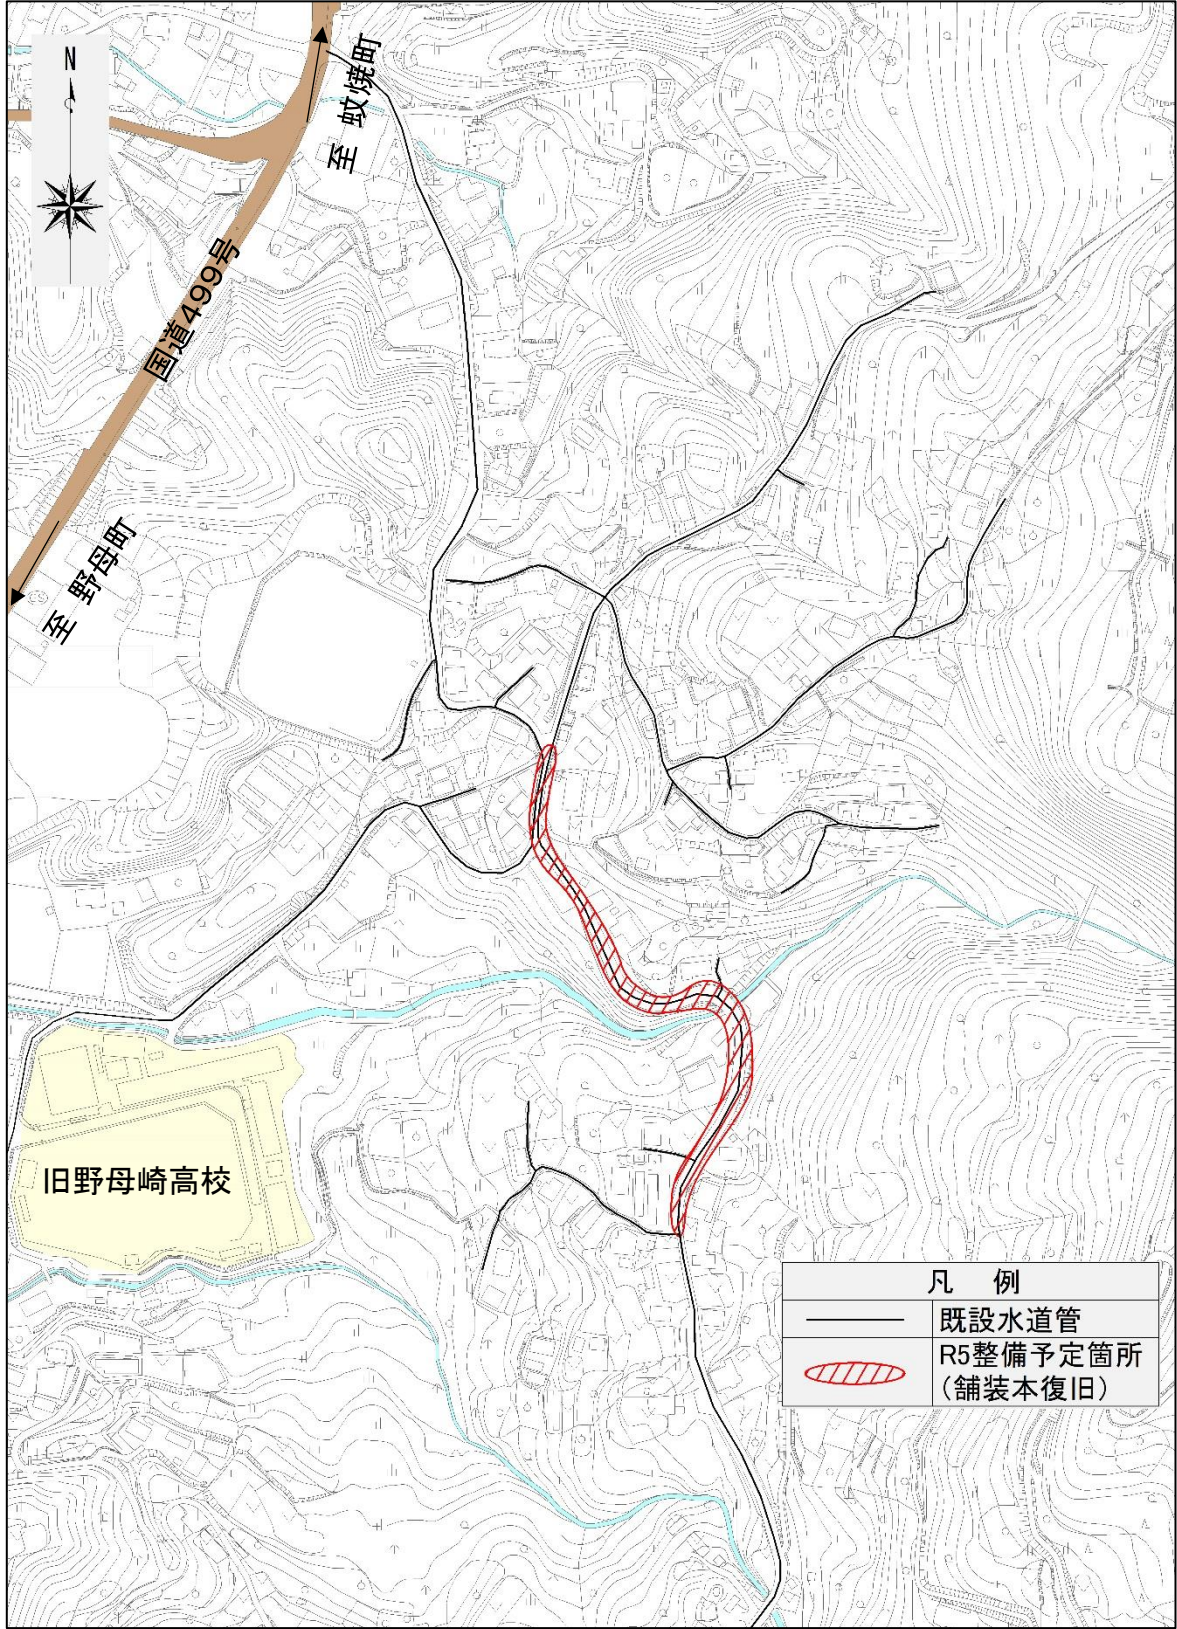 N
至 蚊焼町
国道499号
至 野母町
旧野母崎高校
凡 例
既設水道管
R5整備予定箇所
(舗装本復旧)